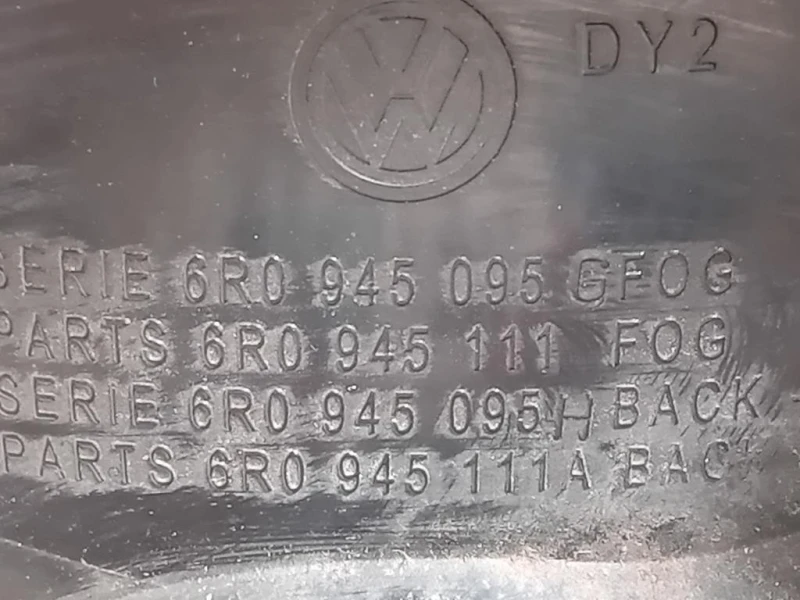 DY2
SERIE 6R0 945 095 G FOG
PARTS 6R0 945 111 FOG
SERIE 6R0 945 095 H BACK -
PARTS 6R0 945 111A BAC